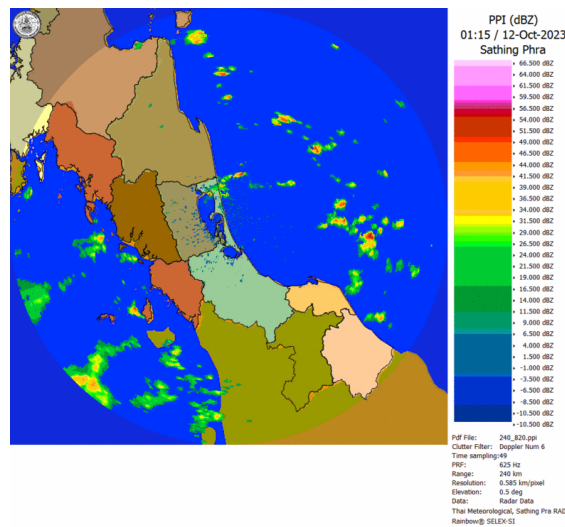 PPI (dBZ)
01:15 / 12-Oct-2023
Sathing Phra
66.500 dBZ
64.000 dBZ
61.500 dBZ
59.500 dBZ
56.500 dBZ
54.000 dBZ
51.500 dBZ
49.000 dBZ
46.500 dBZ
44.000 dBZ
41.500 dBZ
39.000 dBZ
36.500 dBZ
34.000 dBZ
31.500 dBZ
29.000 dBZ
26.500 dBZ
24.000 dBZ
21.500 dBZ
19.000 dBZ
16.500 dBZ
14.000 dBZ
11.500 dBZ
9.000 dBZ
6.500 dBZ
4.000 dBZ
1.500 dBZ
-1.000 dBZ
-3.500 dBZ
-6.500 dBZ
-8.500 dBZ
-10.500 dBZ
-10.500 dBZ
Pdf File: 240_820.ppi
Clutter Filter: Doppler Num 6
Time sampling:49
PRF: 625 Hz
Range: 240 km
Resolution: 0.585 km/pixel
Elevation: 0.5 deg
Data: Radar Data
Thai Meteorological, Sathing Pra RAD
Rainbow® SELEX-SI